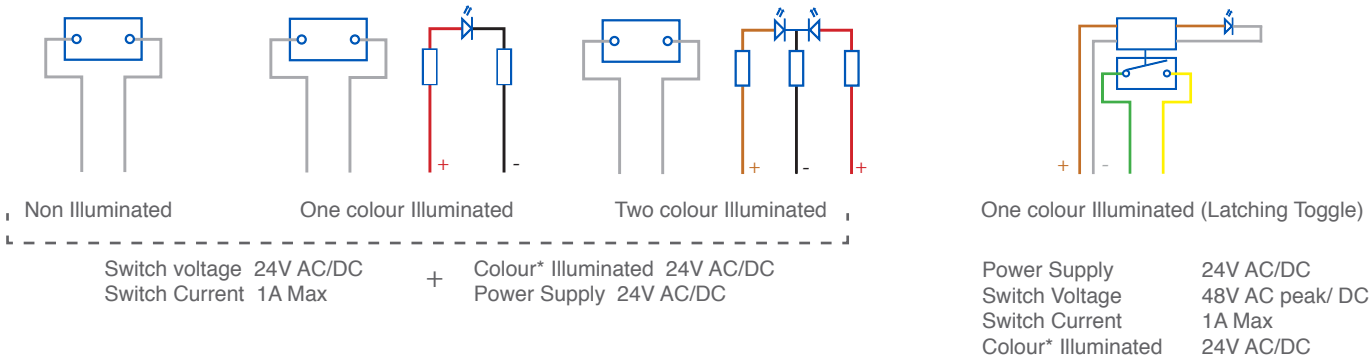 + -
+ - +
+ -
Non Illuminated
One colour Illuminated
Two colour Illuminated
One colour Illuminated (Latching Toggle)
Switch voltage 24V AC/DC
Switch Current 1A Max
+
Colour* Illuminated 24V AC/DC
Power Supply 24V AC/DC
Power Supply 24V AC/DC
Switch Voltage 48V AC peak/ DC
Switch Current 1A Max
Colour* Illuminated 24V AC/DC